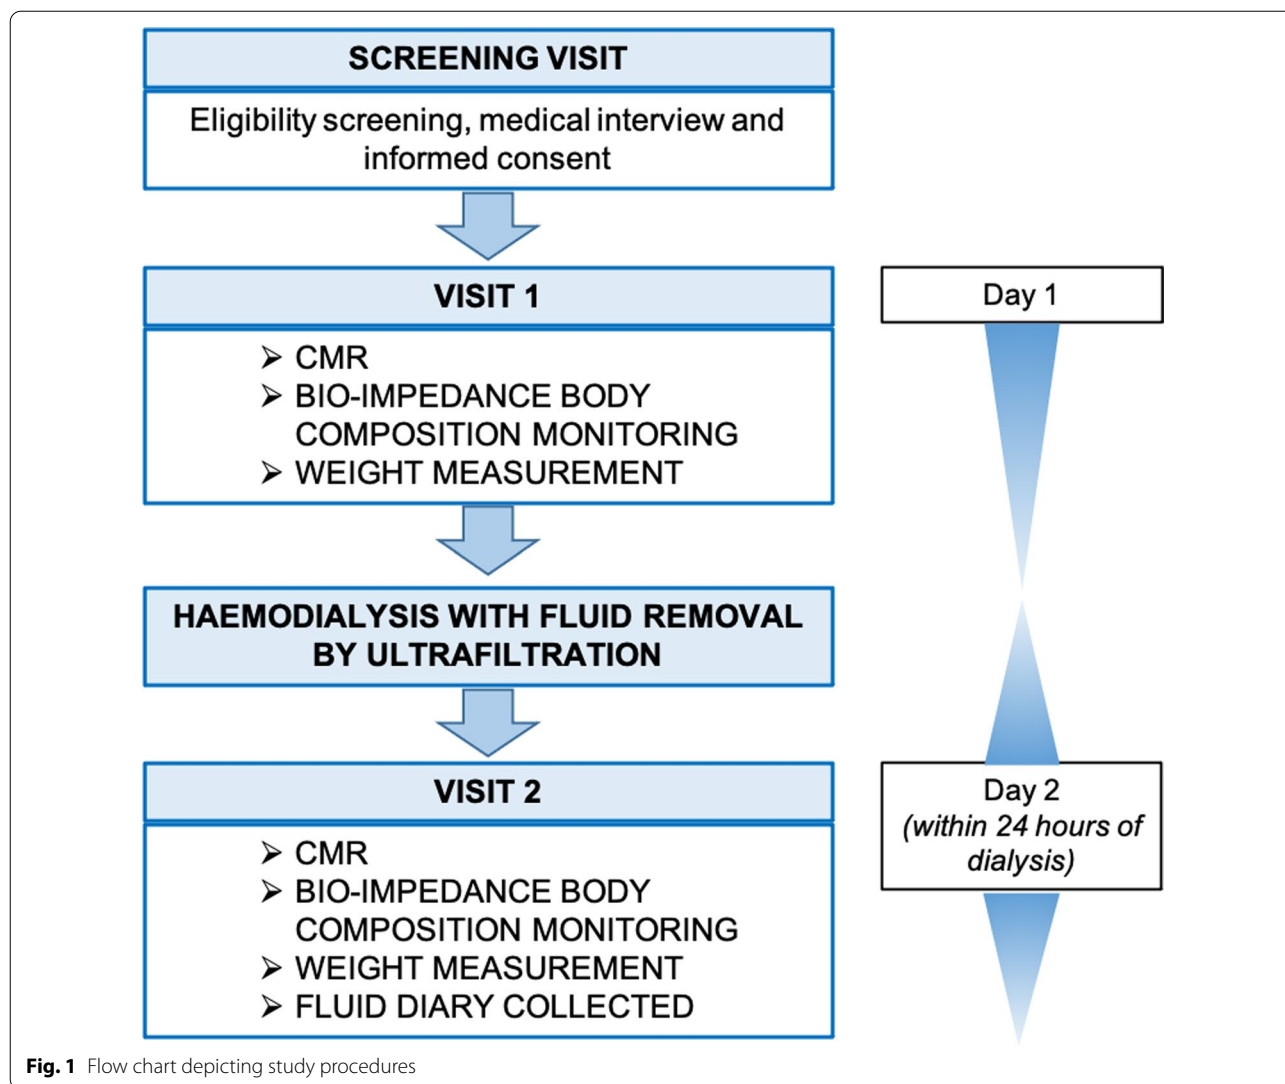 SCREENING VISIT
Eligibility screening, medical interview and
informed consent
VISIT 1
➢ CMR
➢ BIO-IMPEDANCE BODY
COMPOSITION MONITORING
➢ WEIGHT MEASUREMENT
Day 1
HAEMODIALYSIS WITH FLUID REMOVAL
BY ULTRAFILTRATION
VISIT 2
➢ CMR
➢ BIO-IMPEDANCE BODY
COMPOSITION MONITORING
➢ WEIGHT MEASUREMENT
➢ FLUID DIARY COLLECTED
Day 2
(within 24 hours of
dialysis)
Fig. 1 Flow chart depicting study procedures